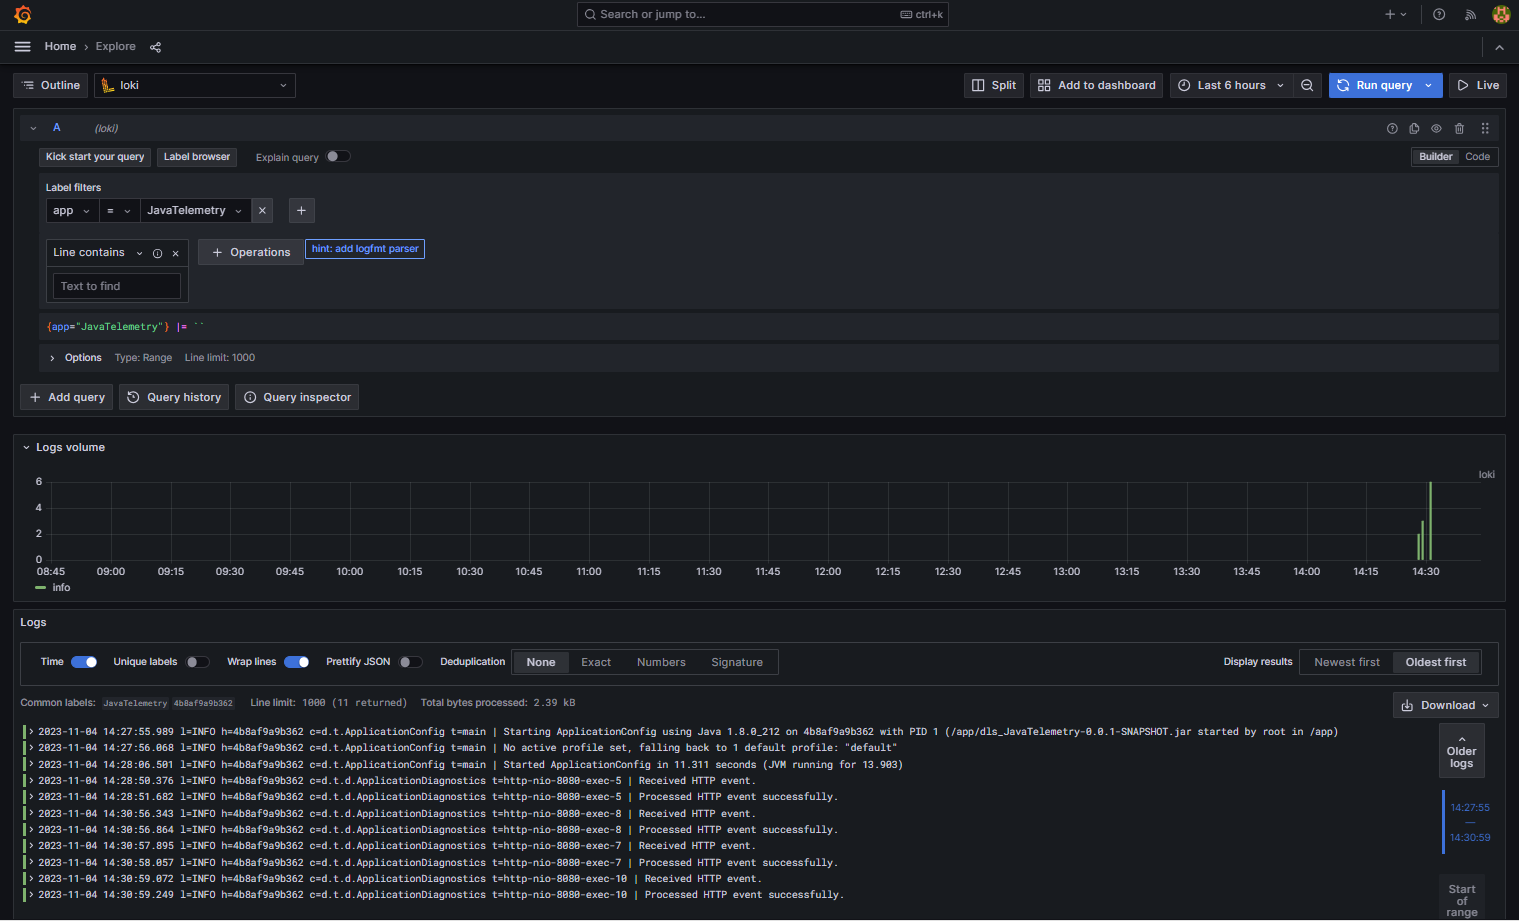 Search or jump to...
ctrl+k
Home › Explore
Outline
loki
Split
Add to dashboard
Last 6 hours
Run query
Live
A
(loki)
Kick start your query
Label browser
Explain query
Builder
Code
Label filters
app
=
JavaTelemetry
Line contains
Operations
hint: add logfmt parser
Text to find
{app="JavaTelemetry"} |= ``
Options
Type: Range
Line limit: 1000
Add query
Query history
Query inspector
Logs volume
loki
6
4
2
0
08:45 09:00 09:15 09:30 09:45 10:00 10:15 10:30 10:45 11:00 11:15 11:30 11:45 12:00 12:15 12:30 12:45 13:00 13:15 13:30 13:45 14:00 14:15 14:30
info
Logs
Time
Unique labels
Wrap lines
Prettify JSON
Deduplication
None
Exact
Numbers
Signature
Display results
Newest first
Oldest first
Common labels: JavaTelemetry 4b8af9a9b362 Line limit: 1000 (11 returned) Total bytes processed: 2.39 kB
Download
2023-11-04 14:27:55.989 l=INFO h=4b8af9a9b362 c=d.t.ApplicationConfig t=main | Starting ApplicationConfig using Java 1.8.0_212 on 4b8af9a9b362 with PID 1 (/app/dls_JavaTelemetry-0.0.1-SNAPSHOT.jar started by root in /app)
2023-11-04 14:27:56.068 l=INFO h=4b8af9a9b362 c=d.t.ApplicationConfig t=main | No active profile set, falling back to 1 default profile: "default"
2023-11-04 14:28:06.501 l=INFO h=4b8af9a9b362 c=d.t.ApplicationConfig t=main | Started ApplicationConfig in 11.311 seconds (JVM running for 13.903)
2023-11-04 14:28:50.376 l=INFO h=4b8af9a9b362 c=d.t.d.ApplicationDiagnostics t=http-nio-8080-exec-5 | Received HTTP event.
2023-11-04 14:28:51.682 l=INFO h=4b8af9a9b362 c=d.t.d.ApplicationDiagnostics t=http-nio-8080-exec-5 | Processed HTTP event successfully.
2023-11-04 14:30:56.343 l=INFO h=4b8af9a9b362 c=d.t.d.ApplicationDiagnostics t=http-nio-8080-exec-8 | Received HTTP event.
2023-11-04 14:30:56.864 l=INFO h=4b8af9a9b362 c=d.t.d.ApplicationDiagnostics t=http-nio-8080-exec-8 | Processed HTTP event successfully.
2023-11-04 14:30:57.895 l=INFO h=4b8af9a9b362 c=d.t.d.ApplicationDiagnostics t=http-nio-8080-exec-7 | Received HTTP event.
2023-11-04 14:30:58.057 l=INFO h=4b8af9a9b362 c=d.t.d.ApplicationDiagnostics t=http-nio-8080-exec-7 | Processed HTTP event successfully.
2023-11-04 14:30:59.072 l=INFO h=4b8af9a9b362 c=d.t.d.ApplicationDiagnostics t=http-nio-8080-exec-10 | Received HTTP event.
2023-11-04 14:30:59.249 l=INFO h=4b8af9a9b362 c=d.t.d.ApplicationDiagnostics t=http-nio-8080-exec-10 | Processed HTTP event successfully.
Older
logs
14:27:55
—
14:30:59
Start
of
range